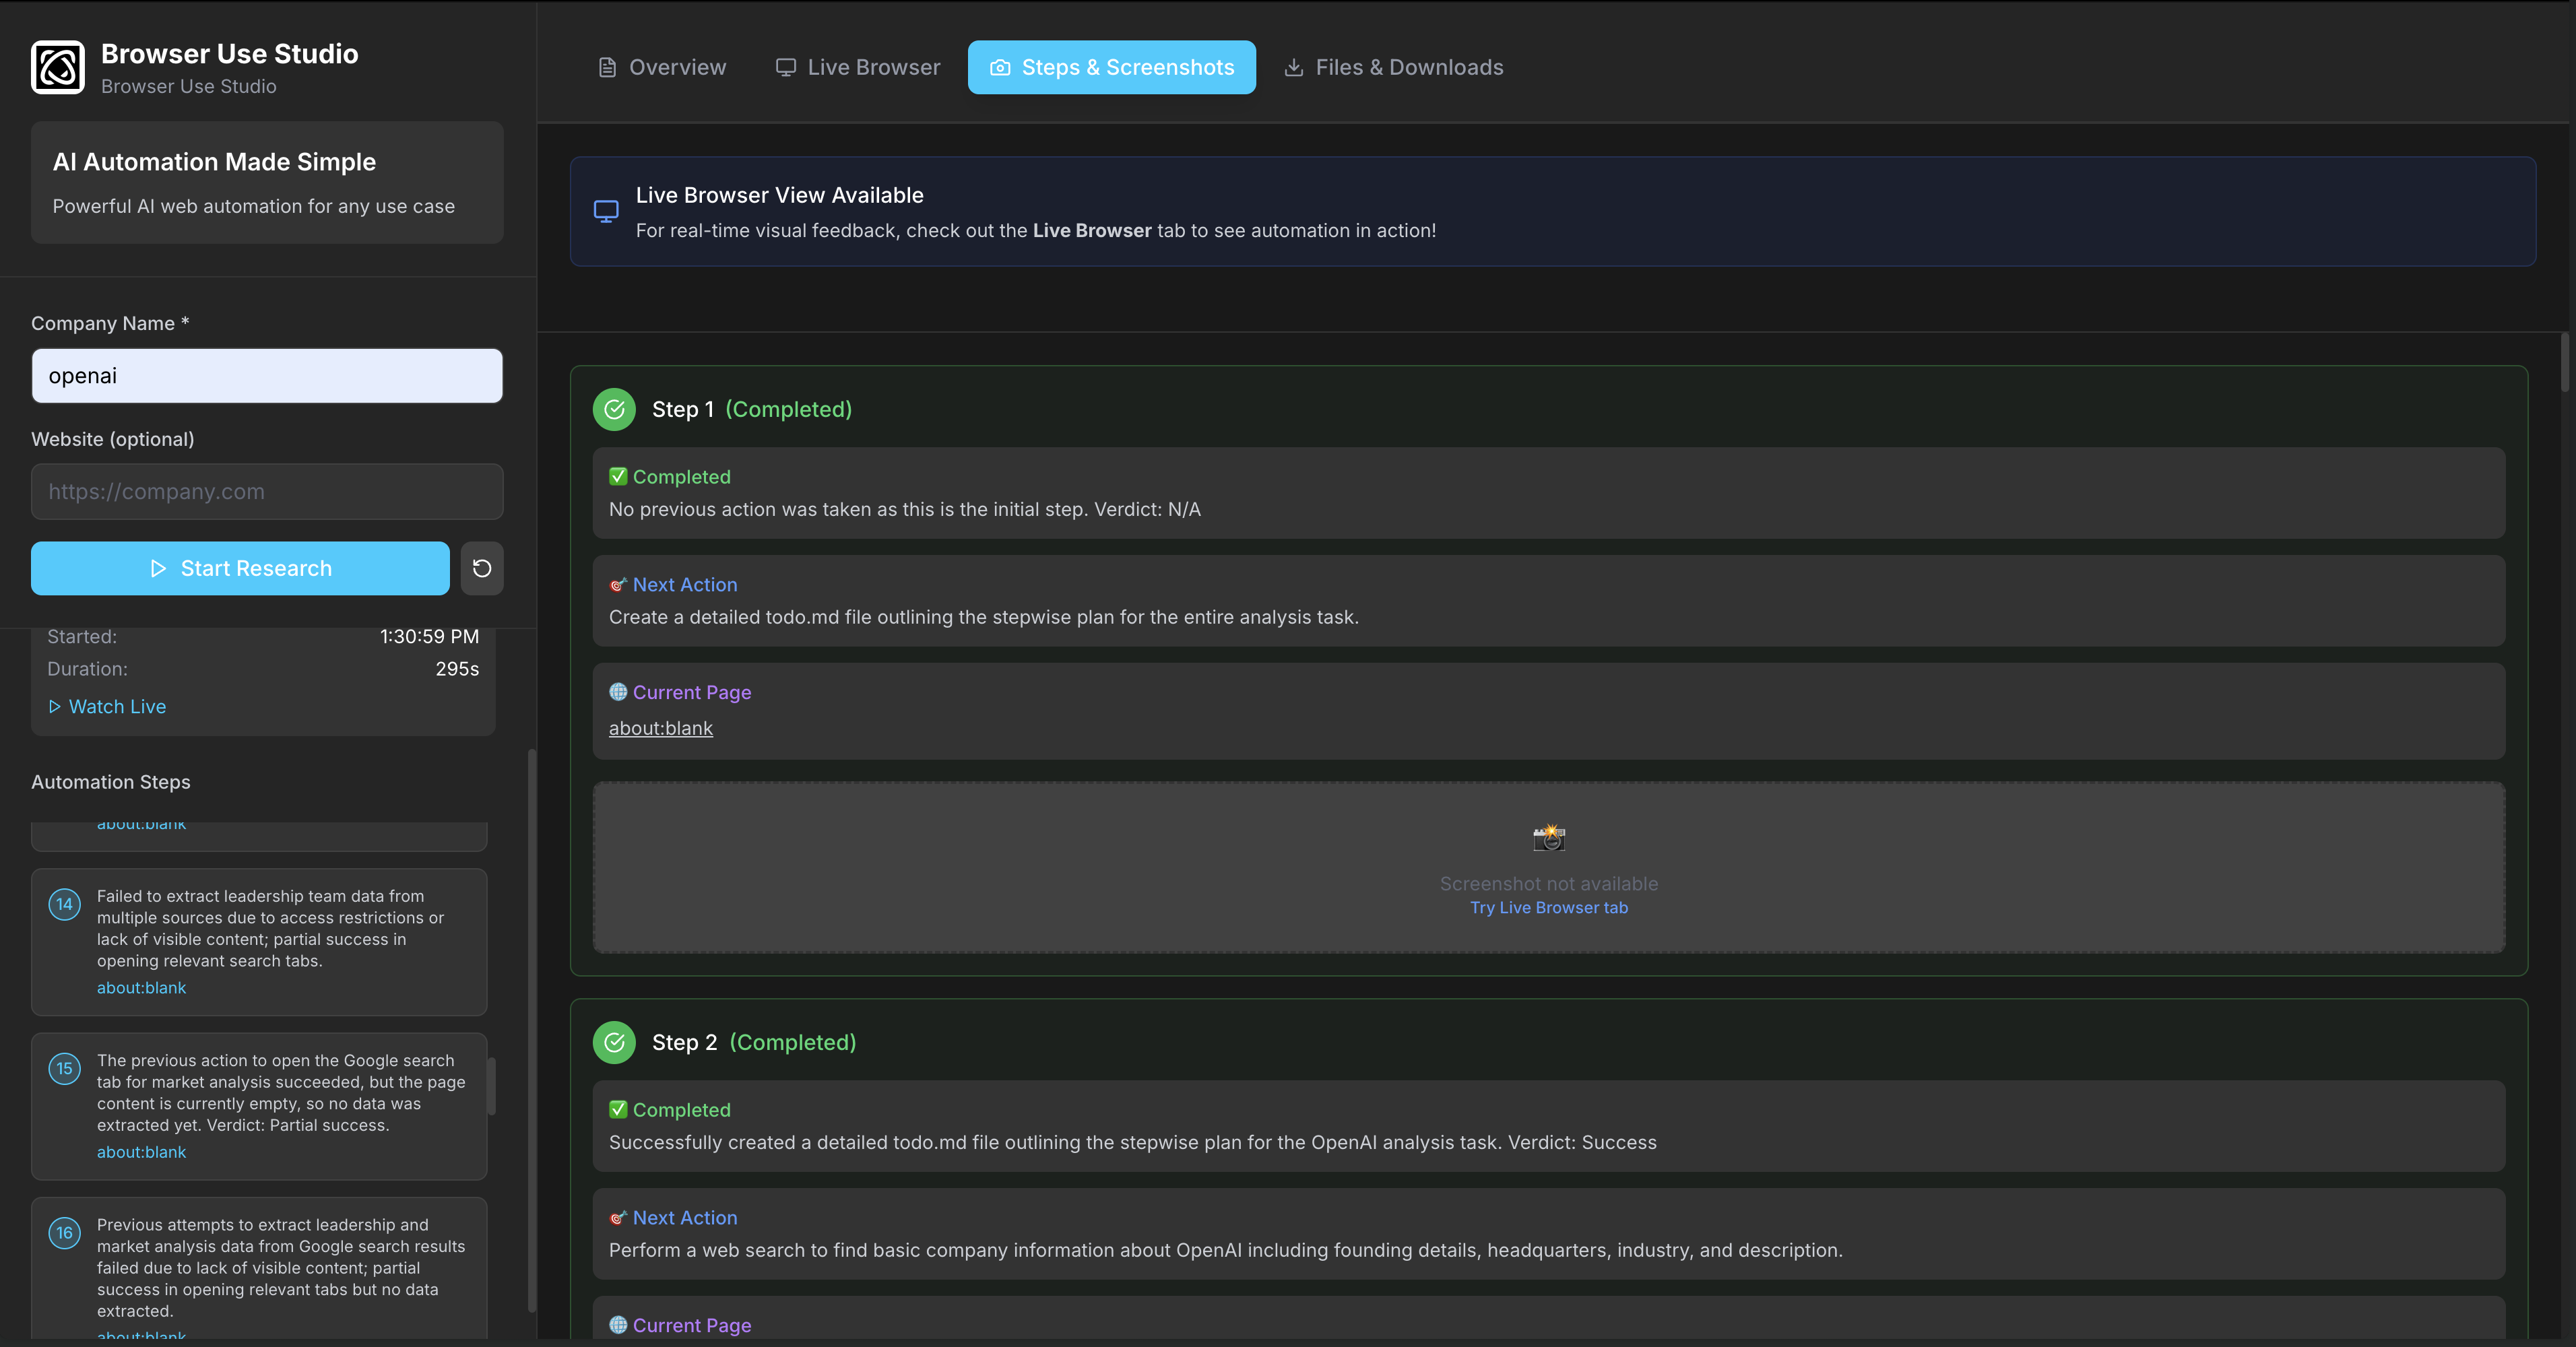 Browser Use Studio
Browser Use Studio
AI Automation Made Simple
Powerful AI web automation for any use case
Company Name *
openai
Website (optional)
https://company.com
Start Research
Started: 1:30:59 PM
Duration: 295s
Watch Live
Automation Steps
about:blank
14
Failed to extract leadership team data from
multiple sources due to access restrictions or
lack of visible content; partial success in
opening relevant search tabs.
about:blank
15
The previous action to open the Google search
tab for market analysis succeeded, but the page
content is currently empty, so no data was
extracted yet. Verdict: Partial success.
about:blank
16
Previous attempts to extract leadership and
market analysis data from Google search results
failed due to lack of visible content; partial
success in opening relevant tabs but no data
extracted.
about:blank
Overview
Live Browser
Steps & Screenshots
Files & Downloads
Live Browser View Available
For real-time visual feedback, check out the Live Browser tab to see automation in action!
Step 1 (Completed)
✅ Completed
No previous action was taken as this is the initial step. Verdict: N/A
🎯 Next Action
Create a detailed todo.md file outlining the stepwise plan for the entire analysis task.
🌐 Current Page
about:blank
📸
Screenshot not available
Try Live Browser tab
Step 2 (Completed)
✅ Completed
Successfully created a detailed todo.md file outlining the stepwise plan for the OpenAI analysis task. Verdict: Success
🎯 Next Action
Perform a web search to find basic company information about OpenAI including founding details, headquarters, industry, and description.
🌐 Current Page